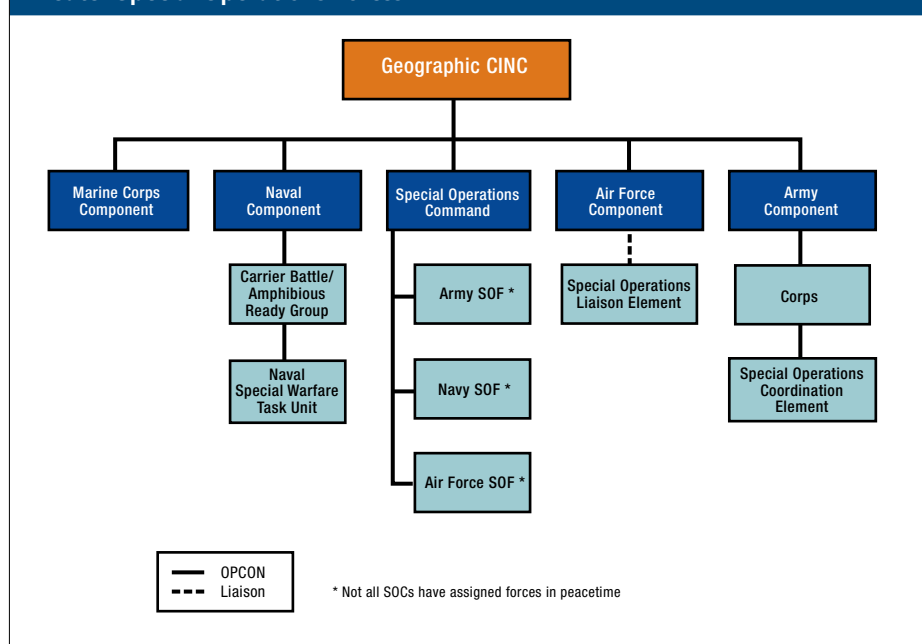 Geographic CINC
Marine Corps
Component
Naval
Component
Special Operations
Command
Air Force
Component
Army
Component
Carrier Battle/
Amphibious
Ready Group
Naval
Special Warfare
Task Unit
Army SOF *
Navy SOF *
Air Force SOF *
Special Operations
Liaison Element
Corps
Special Operations
Coordination
Element
OPCON
Liaison
* Not all SOCs have assigned forces in peacetime